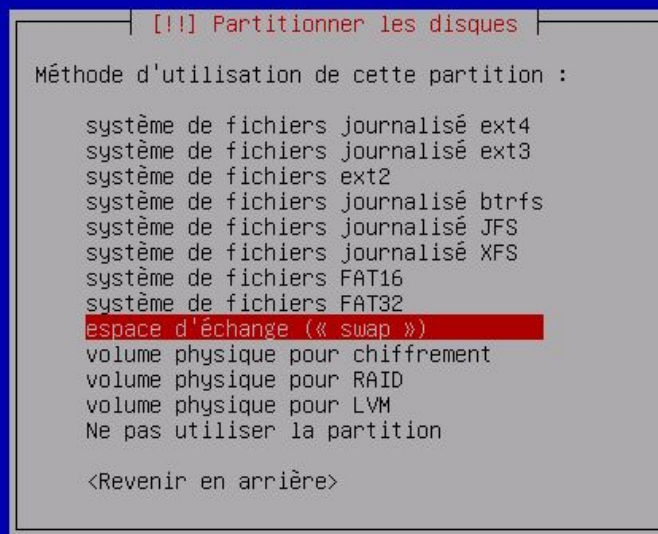 [!!] Partitionner les disques
Méthode d'utilisation de cette partition :
système de fichiers journalisé ext4
système de fichiers journalisé ext3
système de fichiers ext2
système de fichiers journalisé btrfs
système de fichiers journalisé JFS
système de fichiers journalisé XFS
système de fichiers FAT16
système de fichiers FAT32
espace d'échange (« swap »)
volume physique pour chiffrement
volume physique pour RAID
volume physique pour LVM
Ne pas utiliser la partition
<Revenir en arrière>